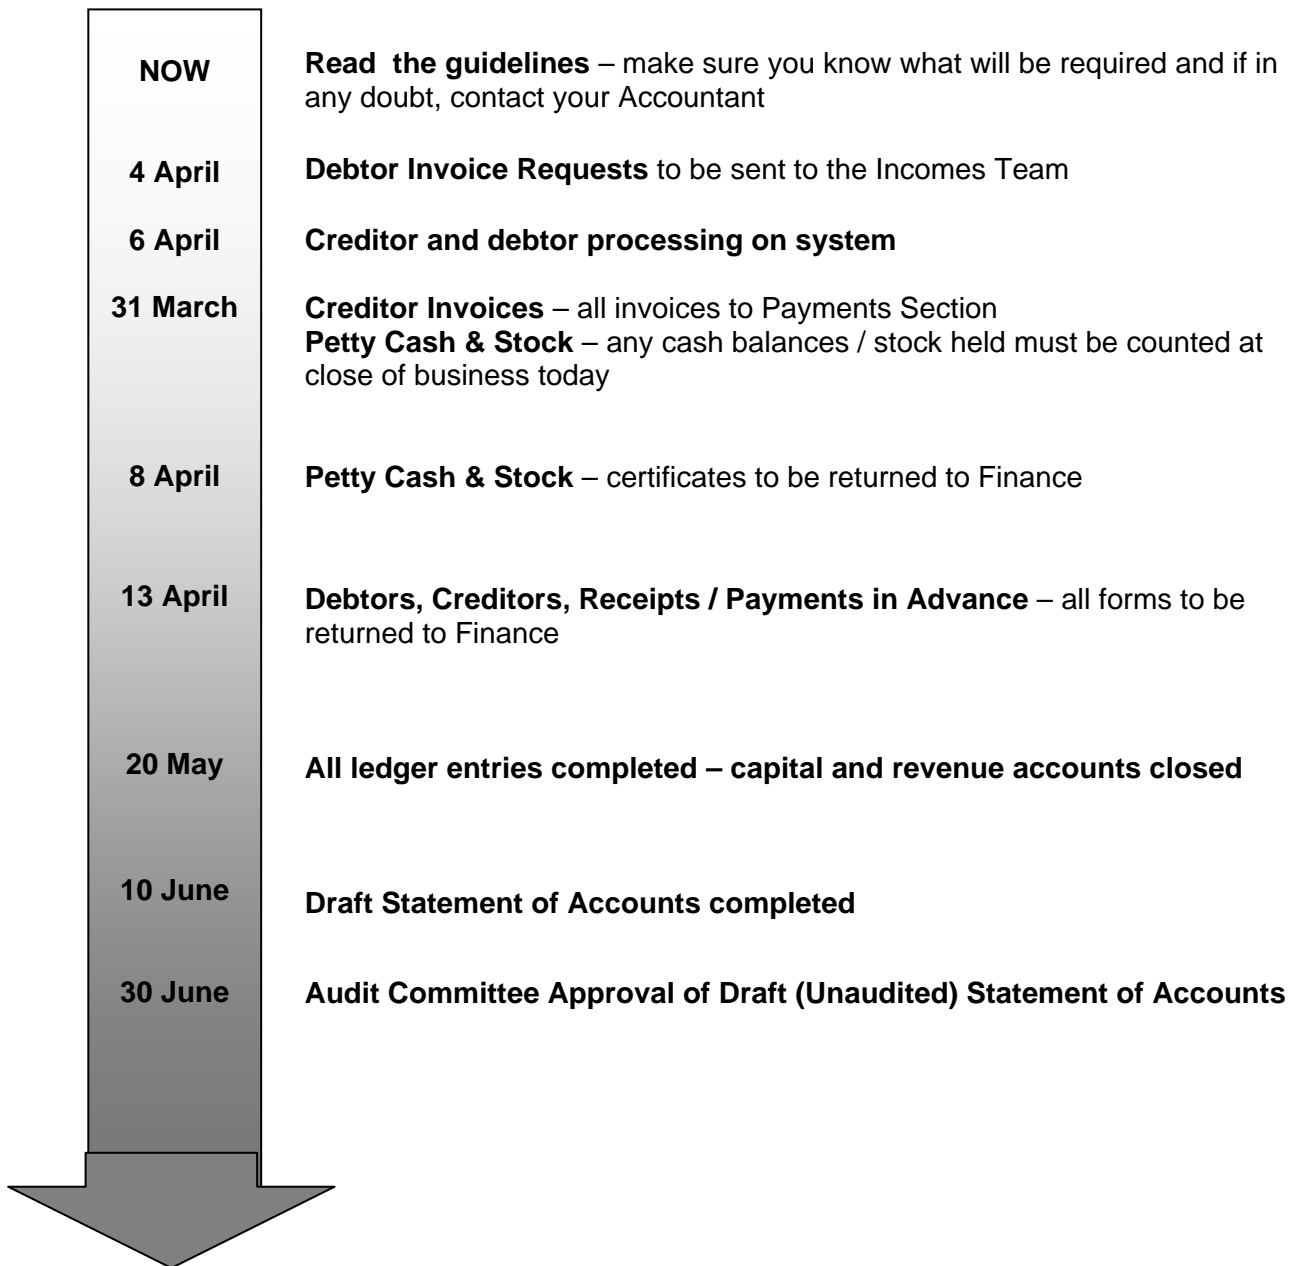 NOW
Read  the guidelines – make sure you know what will be required and if in
any doubt, contact your Accountant
4 April
Debtor Invoice Requests to be sent to the Incomes Team
6 April
Creditor and debtor processing on system
31 March
Creditor Invoices – all invoices to Payments Section
Petty Cash & Stock – any cash balances / stock held must be counted at
close of business today
8 April
Petty Cash & Stock – certificates to be returned to Finance
13 April
Debtors, Creditors, Receipts / Payments in Advance – all forms to be
returned to Finance
20 May
All ledger entries completed – capital and revenue accounts closed
10 June
Draft Statement of Accounts completed
30 June
Audit Committee Approval of Draft (Unaudited) Statement of Accounts